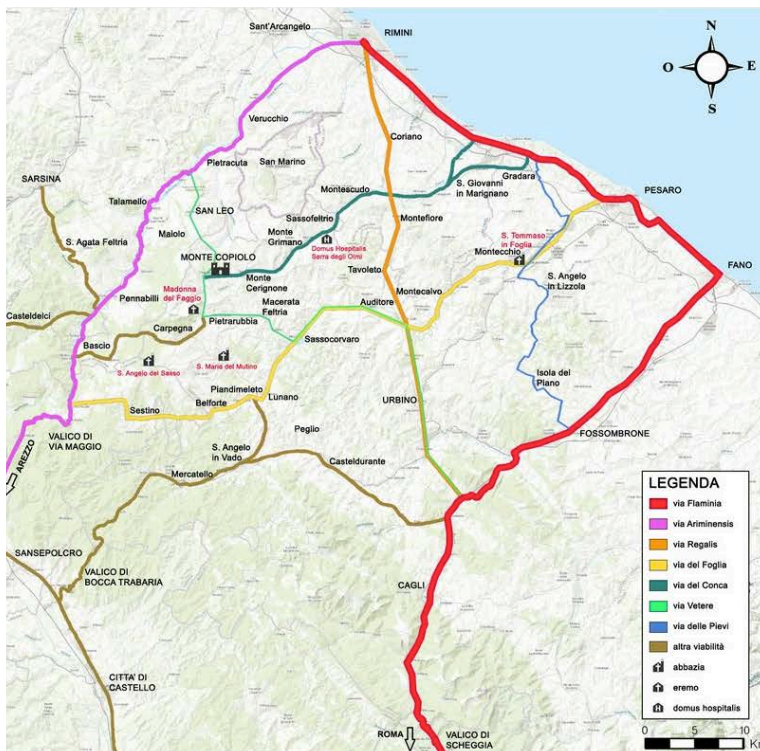 Sant'Arcangelo
RIMINI
N
O
E
S
Verucchio
Coriano
Pietracuta
San Marino
SARSINA
Talamello
SAN LEO
Montescudo
S. Giovanni
in Marignano
Gradara
PESARO
Sassofeltrio
Montefiore
S. Agata Feltria
Maiolo
Monte
Grimano
Domus Hospitalis
Serra degli Olmi
S. Tommaso
in Foglia
MONTE COPIOLO
Montecchio
FANO
Tavoleto
Pennabilli
Madonna
del Faggio
Monte
Cerignone
S. Angelo
in Lizzola
Macerata
Feltria
Auditore
Montecalvo
Casteldelci
Carpegna
Pietrarubbia
Bascio
Sassocorvaro
S. Angelo del Sasso
S. Maria del Mutino
Isola del
Piano
Piandimeleto
Belforte
Lunano
Sestino
URBINO
VALICO DI
VIA MAGGIO
Peglio
FOSSOMBRONE
S. Angelo
in Vado
AREZZO
Casteldurante
Mercatello
SANSEPOLCRO
VALICO DI
BOCCA TRABARIA
CAGLI
CITTA' DI
CASTELLO
ROMA
VALICO DI
SCHEGGIA
LEGENDA
via Flaminia
via Ariminensis
via Regalis
via del Foglia
via del Conca
via Vetere
via delle Pievi
altra viabilità
abbazia
eremo
domus hospitalis
0 5 10